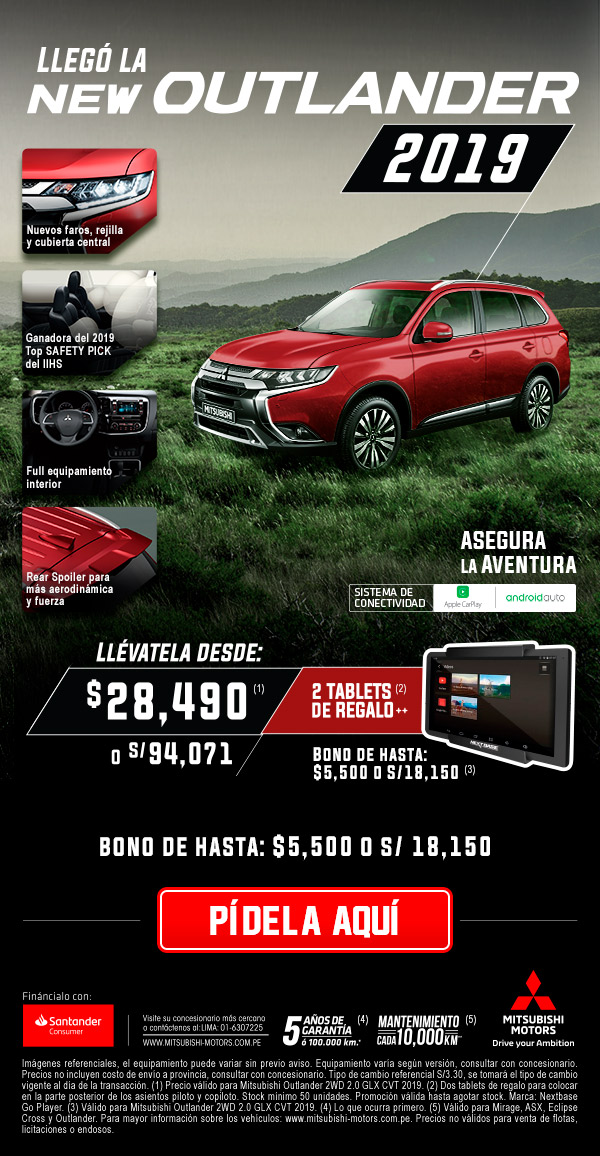 LLEGÓ LA
NEW OUTLANDER
2019
Nuevos faros, rejilla
y cubierta central
Ganadora del 2019
Top SAFETY PICK
del IIHS
MITSUBISHI
Full equipamiento
interior
Rear Spoiler para
más aerodinámica
y fuerza
ASEGURA
LA AVENTURA
SISTEMA DE
CONECTIVIDAD
Apple CarPlay
androidauto
LLÉVATELA DESDE:
$28,490 (1)
O S/94,071
2 TABLETS (2)
DE REGALO++
BONO DE HASTA:
$5,500 O S/18,150 (3)
NEXTBASE
BONO DE HASTA: $5,500 O S/ 18,150
PÍDELA AQUÍ
Fináncialo con:
Santander
Consumer
Visite su concesionario más cercano
o contáctenos al: LIMA: 01-6307225
WWW.MITSUBISHI-MOTORS.COM.PE
5 AÑOS DE GARANTÍA (4)
ó 100.000 km.*
MANTENIMIENTO (5)
CADA 10,000 KM
MITSUBISHI
MOTORS
Drive your Ambition
Imágenes referenciales, el equipamiento puede variar sin previo aviso. Equipamiento varía según versión, consultar con concesionario.
Precios no incluyen costo de envío a provincia, consultar con concesionario. Tipo de cambio referencial S/3.30, se tomará el tipo de cambio
vigente al día de la transacción. (1) Precio válido para Mitsubishi Outlander 2WD 2.0 GLX CVT 2019. (2) Dos tablets de regalo para colocar
en la parte posterior de los asientos piloto y copiloto. Stock mínimo 50 unidades. Promoción válida hasta agotar stock. Marca: Nextbase
Go Player. (3) Válido para Mitsubishi Outlander 2WD 2.0 GLX CVT 2019. (4) Lo que ocurra primero. (5) Válido para Mirage, ASX, Eclipse
Cross y Outlander. Para mayor información sobre los vehículos: www.mitsubishi-motors.com.pe. Precios no válidos para venta de flotas,
licitaciones o endosos.